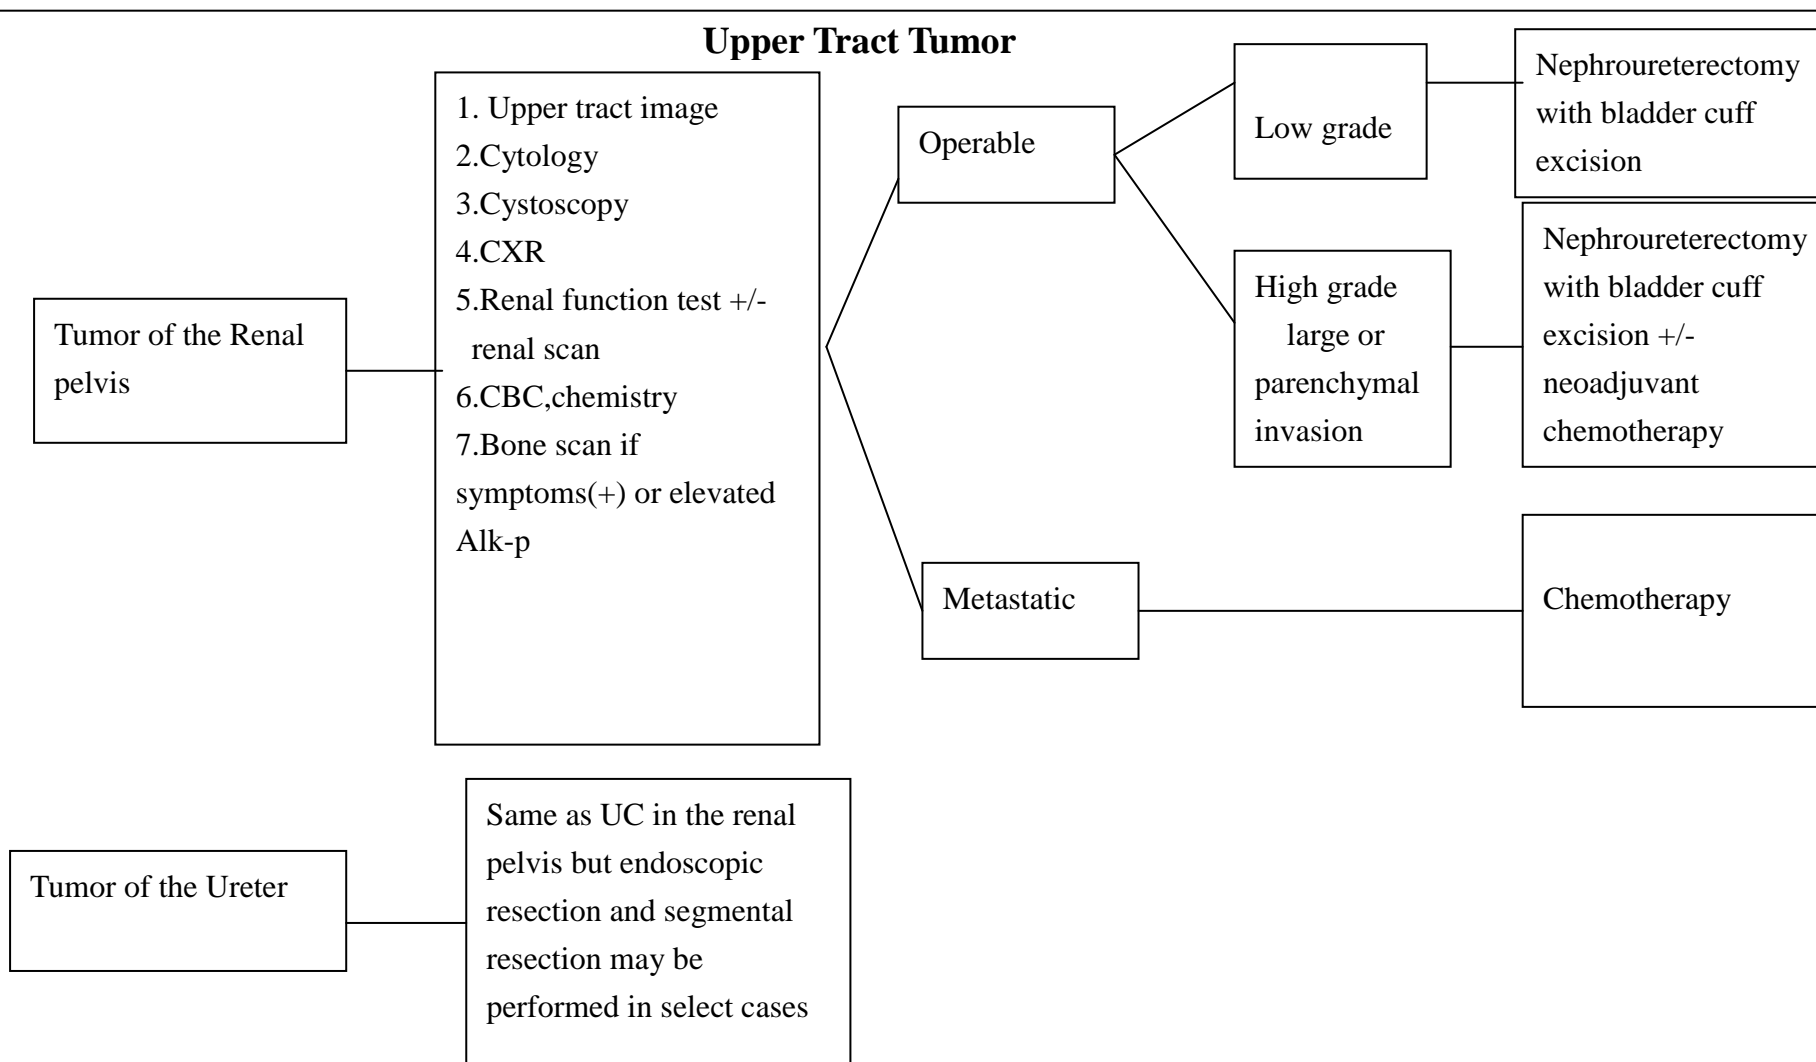 Upper Tract Tumor
Tumor of the Renal
pelvis
1. Upper tract image
2.Cytology
3.Cystoscopy
4.CXR
5.Renal function test +/-
renal scan
6.CBC,chemistry
7.Bone scan if
symptoms(+) or elevated
Alk-p
Operable
Low grade
Nephroureterectomy
with bladder cuff
excision
High grade
large or
parenchymal
invasion
Nephroureterectomy
with bladder cuff
excision +/-
neoadjuvant
chemotherapy
Metastatic
Chemotherapy
Tumor of the Ureter
Same as UC in the renal
pelvis but endoscopic
resection and segmental
resection may be
performed in select cases